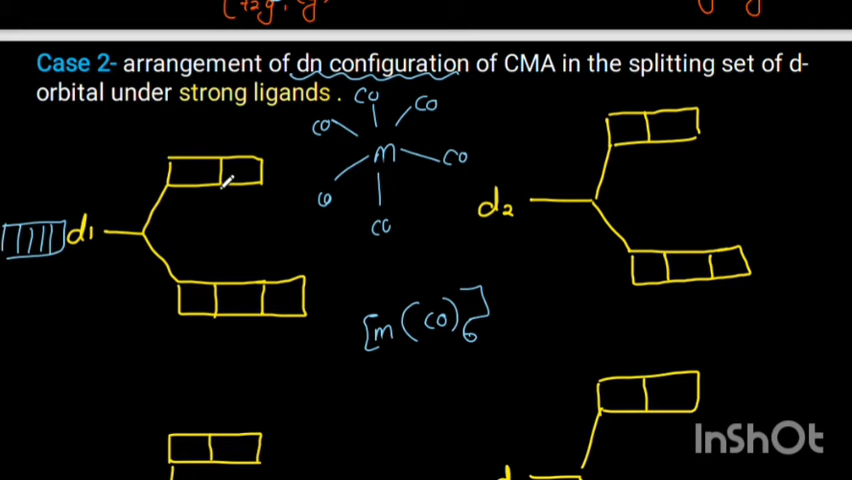 (t2g, g
g g
Case 2- arrangement of dn configuration of CMA in the splitting set of d-
orbital under strong ligands .
CO
CO
CO
m
CO
CO
CO
d1
d2
[m(CO)6]
d
InShOt